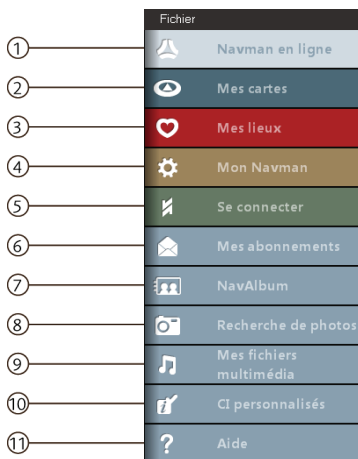 Fichier
1 Navman en ligne
2 Mes cartes
3 Mes lieux
4 Mon Navman
5 Se connecter
6 Mes abonnements
7 NavAlbum
8 Recherche de photos
9 Mes fichiers
multimédia
10 CI personnalisés
11 Aide